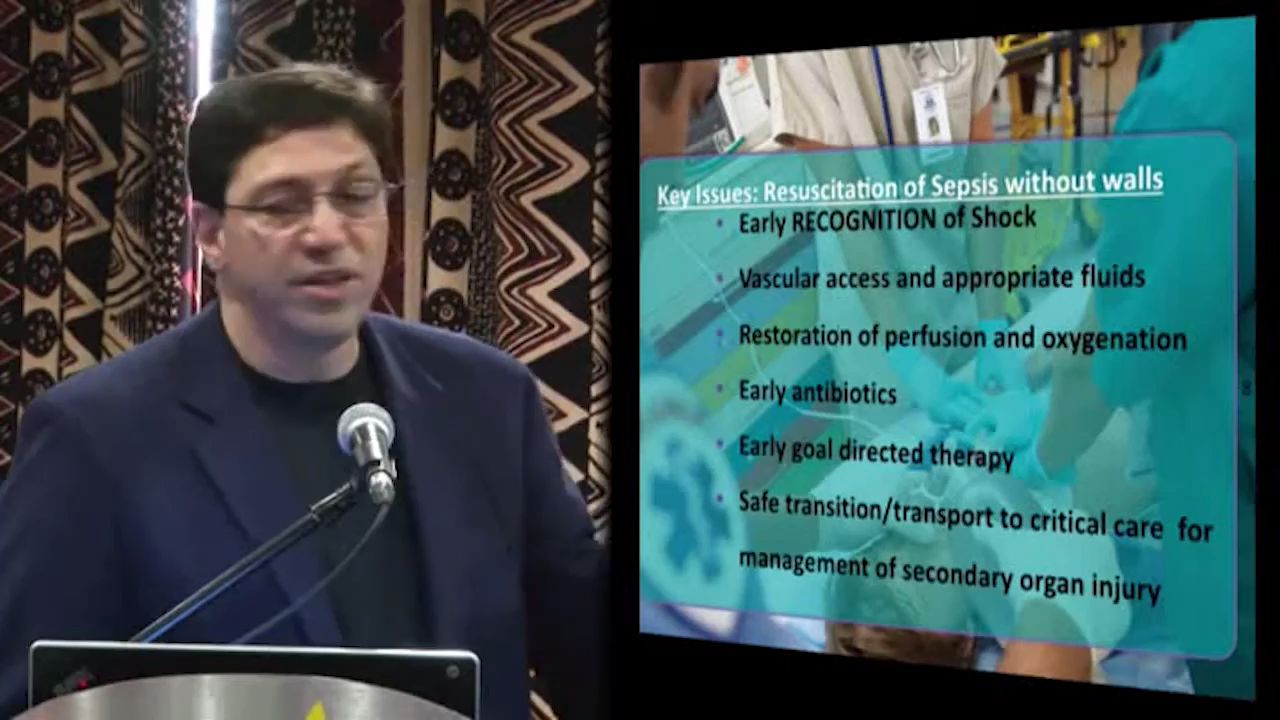 Key Issues: Resuscitation of Sepsis without walls
• Early RECOGNITION of Shock
• Vascular access and appropriate fluids
• Restoration of perfusion and oxygenation
• Early antibiotics
• Early goal directed therapy
• Safe transition/transport to critical care for
management of secondary organ injury
8